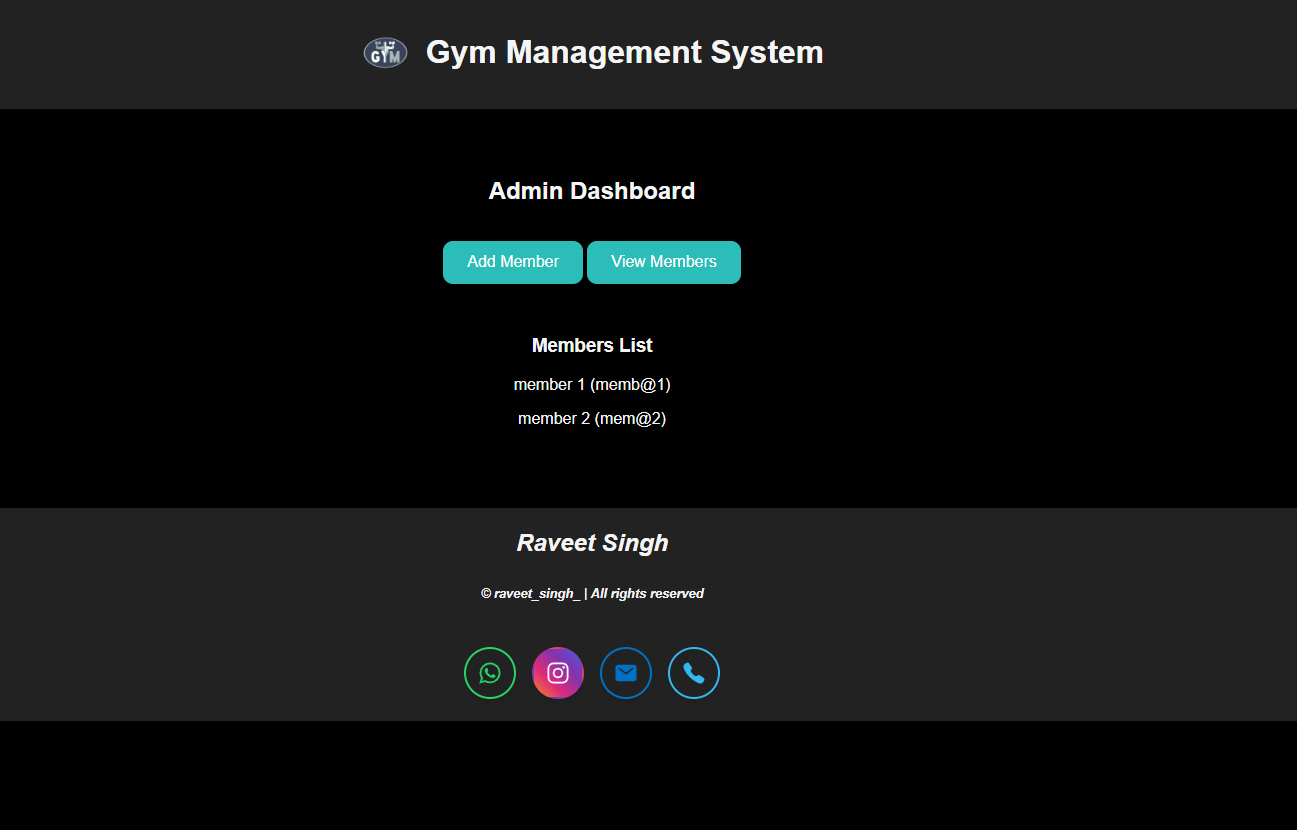 GYM
Gym Management System
Admin Dashboard
Add Member View Members
Members List
member 1 (memb@1)
member 2 (mem@2)
Raveet Singh
© raveet_singh_ | All rights reserved